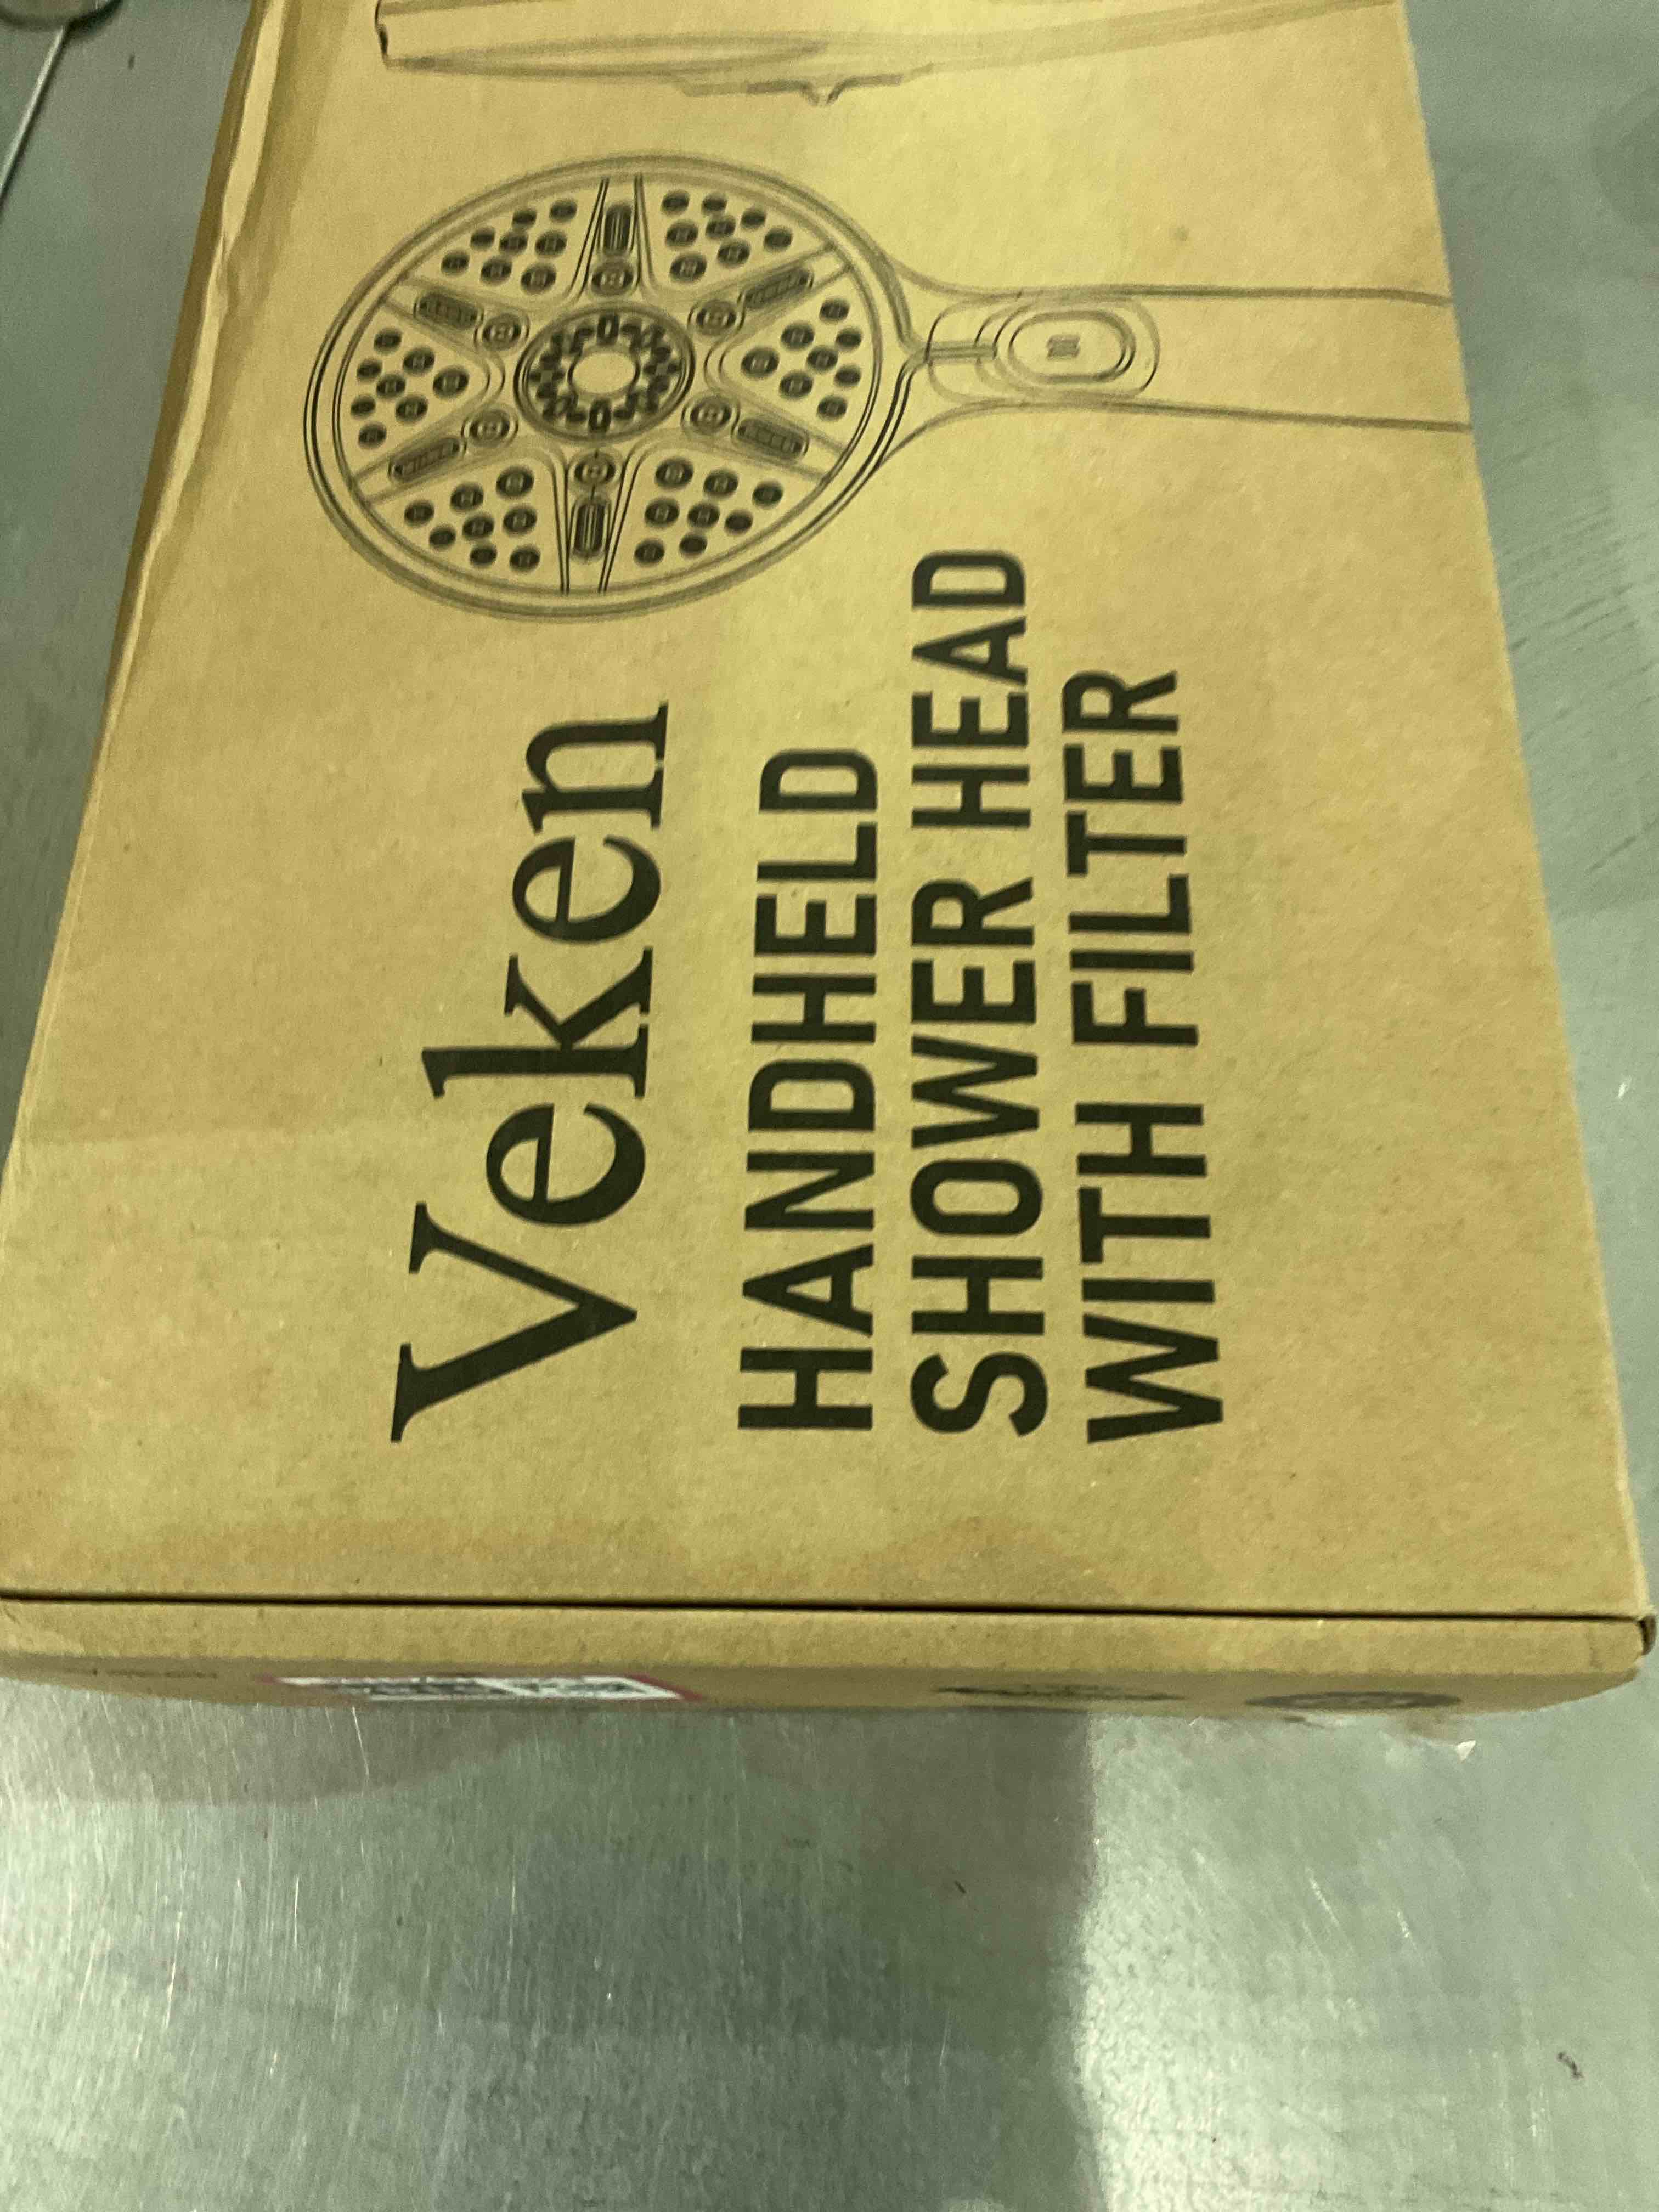 Veken
HANDHELD
SHOWER HEAD
WITH FILTER